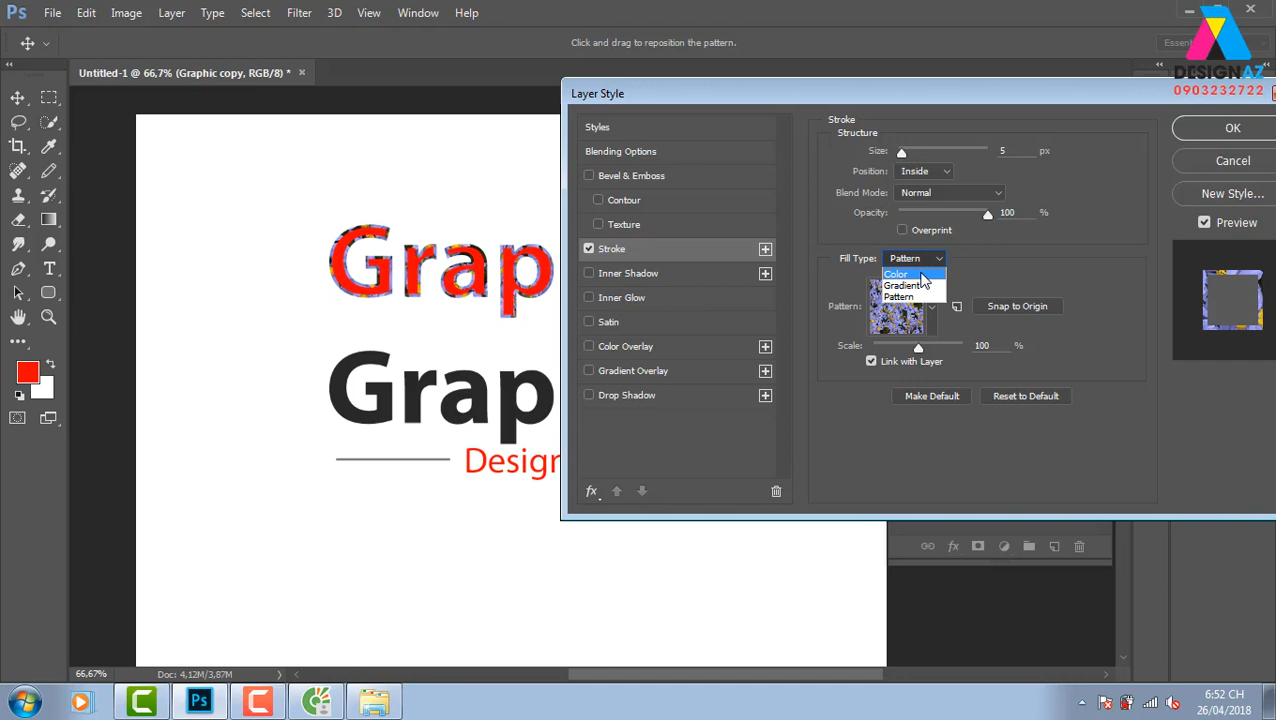 Ps File Edit Image Layer Type Select Filter 3D View Window Help
Click and drag to reposition the pattern.
DESIGNAZ
0903232722
Untitled-1 @ 66,7% (Graphic copy, RGB/8) *
Layer Style
Styles
Blending Options
Bevel & Emboss
Contour
Texture
Stroke
Inner Shadow
Inner Glow
Satin
Color Overlay
Gradient Overlay
Drop Shadow
fx
Stroke
Structure
Size: 5 px
Position: Inside
Blend Mode: Normal
Opacity: 100 %
Overprint
Fill Type: Pattern
Color
Gradient
Pattern
Pattern: Snap to Origin
Scale: 100 %
Link with Layer
Make Default Reset to Default
OK
Cancel
New Style...
Preview
Grap
Grap
Design
fx
66,67% Doc: 4,12M/3,87M
Ps
6:52 CH
26/04/2018